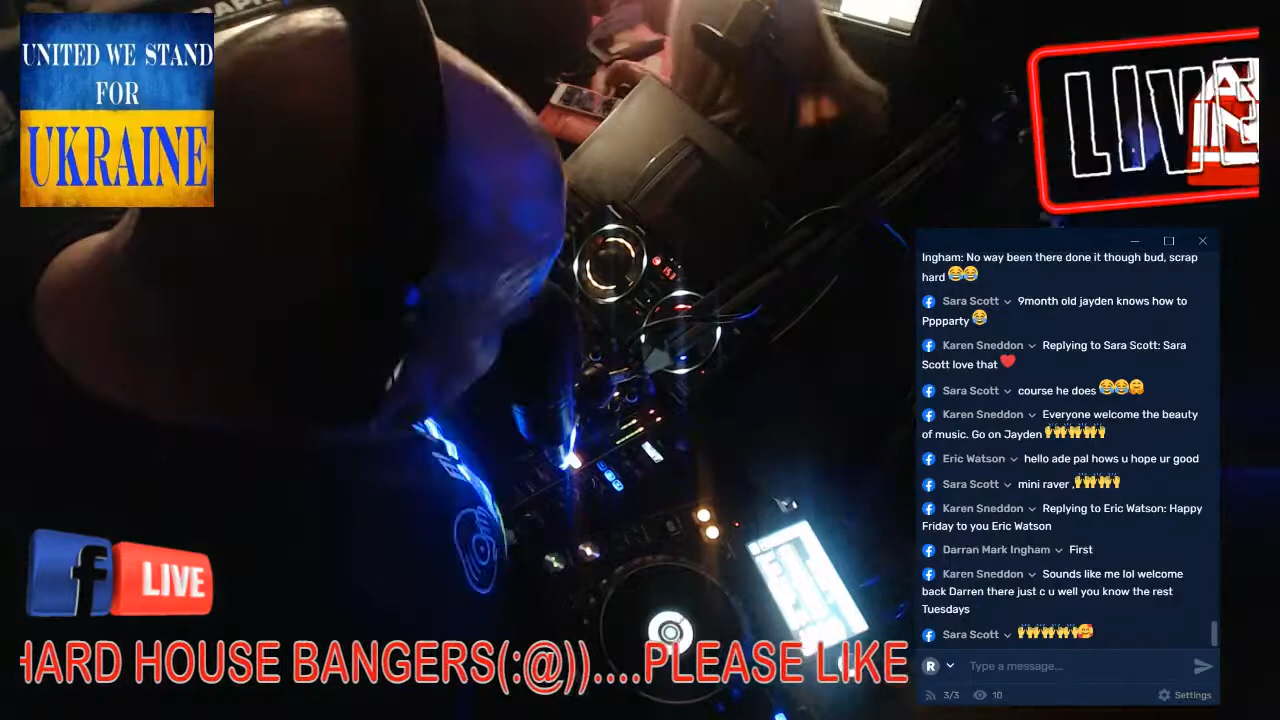 UNITED WE STAND
FOR
UKRAINE
LIVE
Ingham: No way been there done it though bud, scrap
hard 😂😂
Sara Scott 9month old jayden knows how to
Pppparty 😂
Karen Sneddon Replying to Sara Scott: Sara
Scott love that ❤️
Sara Scott course he does 😂😂🤗
Karen Sneddon Everyone welcome the beauty
of music. Go on Jayden 🙌🙌🙌🙌🙌
Eric Watson hello ade pal hows u hope ur good
Sara Scott mini raver ,🙌🙌🙌🙌
Karen Sneddon Replying to Eric Watson: Happy
Friday to you Eric Watson
Darran Mark Ingham First
Karen Sneddon Sounds like me lol welcome
back Darren there just c u well you know the rest
Tuesdays
Sara Scott 🙌🙌🙌🙌🙌🥰
R Type a message...
3/3 10 Settings
f LIVE
HARD HOUSE BANGERS(:@))....PLEASE LIKE